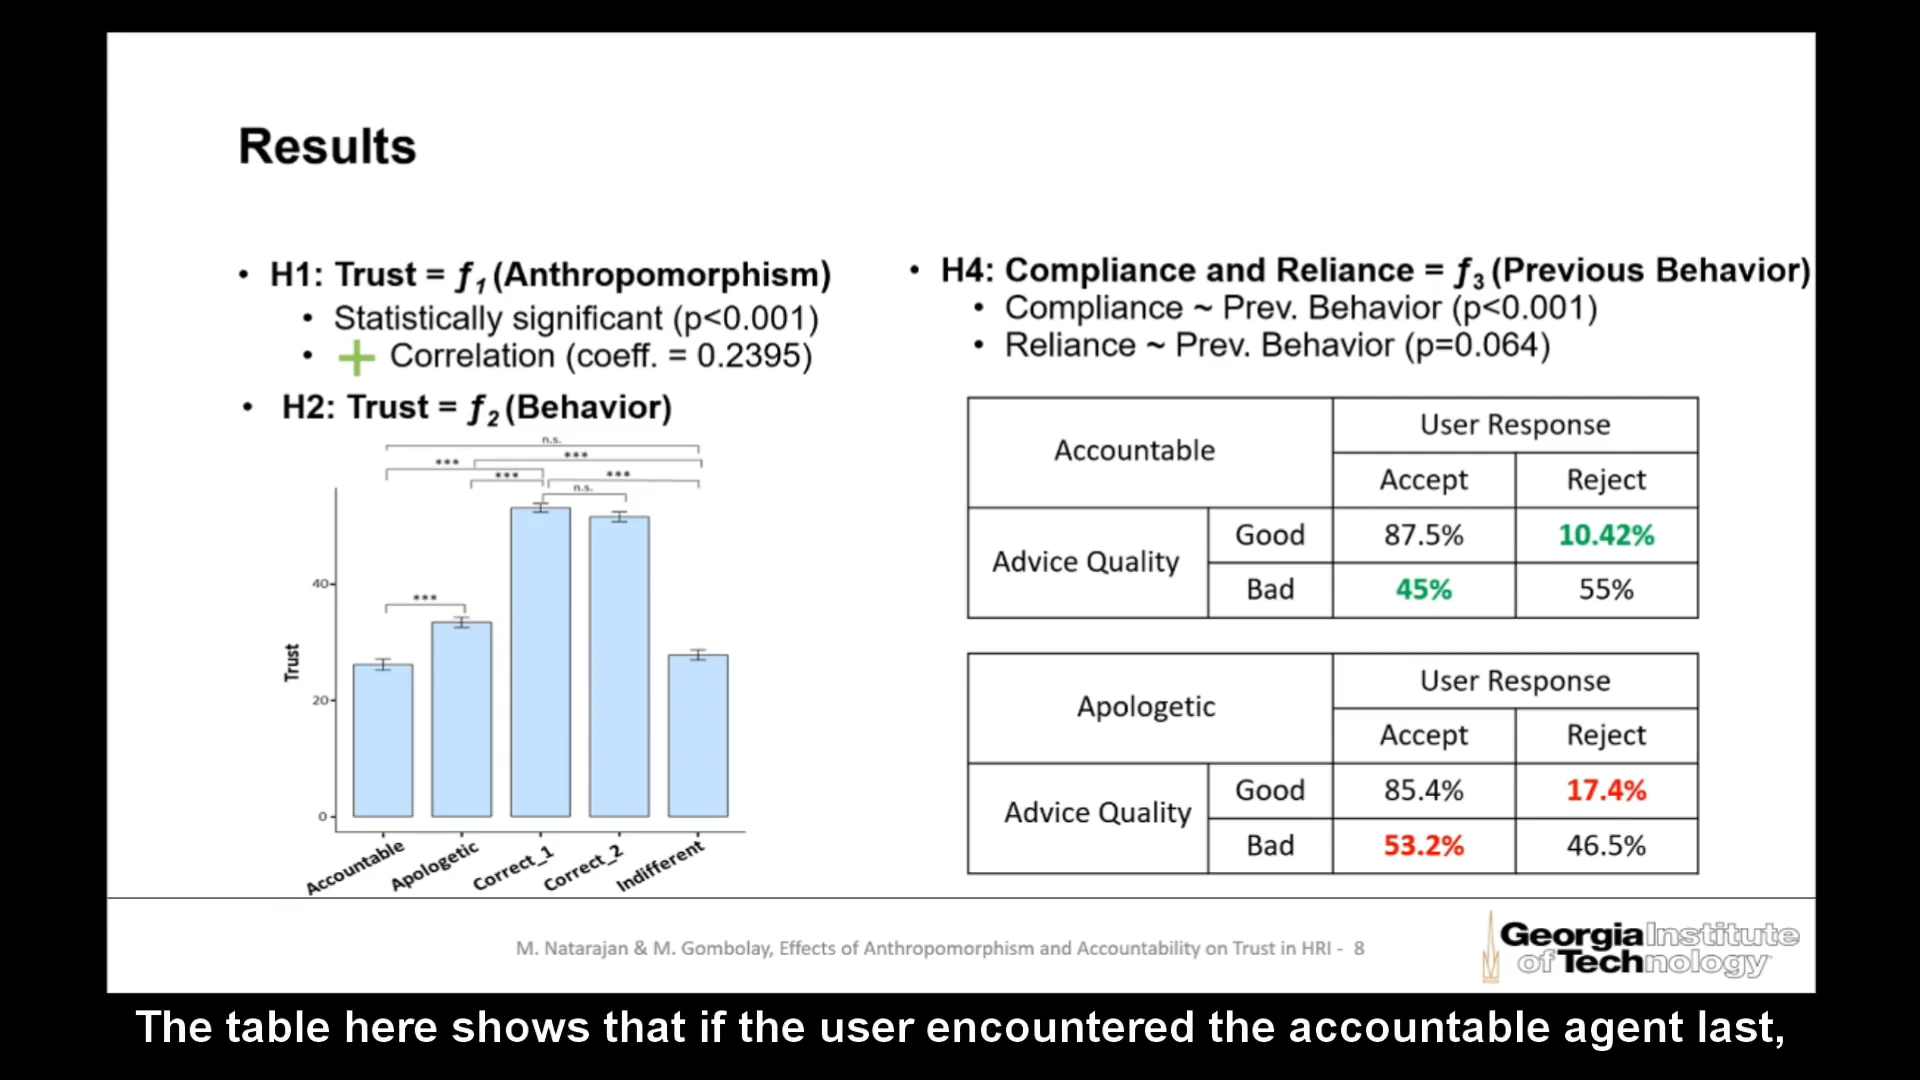 Results
• H1: Trust = f1 (Anthropomorphism)
• Statistically significant (p<0.001)
• + Correlation (coeff. = 0.2395)
• H2: Trust = f2 (Behavior)
n.s.
***
***
***
***
n.s.
***
40
20
0
Trust
Accountable
Apologetic
Correct_1
Correct_2
Indifferent
• H4: Compliance and Reliance = f3 (Previous Behavior)
• Compliance ~ Prev. Behavior (p<0.001)
• Reliance ~ Prev. Behavior (p=0.064)
Accountable
User Response
Accept Reject
Advice Quality
Good 87.5% 10.42%
Bad 45% 55%
Apologetic
User Response
Accept Reject
Advice Quality
Good 85.4% 17.4%
Bad 53.2% 46.5%
M. Natarajan & M. Gombolay, Effects of Anthropomorphism and Accountability on Trust in HRI - 8
Georgia Institute
of Technology
The table here shows that if the user encountered the accountable agent last,